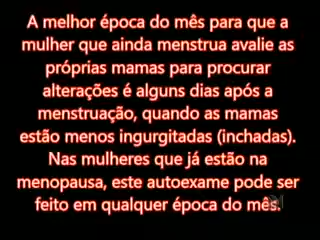 A melhor época do mês para que a
mulher que ainda menstrua avalie as
próprias mamas para procurar
alterações é alguns dias após a
menstruação, quando as mamas
estão menos ingurgitadas (inchadas).
Nas mulheres que já estão na
menopausa, este autoexame pode ser
feito em qualquer época do mês.